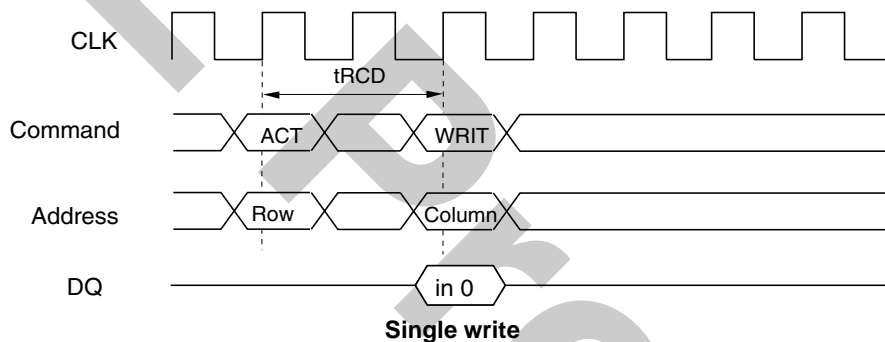 CLK
tRCD
Command ACT WRIT
Address Row Column
DQ in 0
Single write